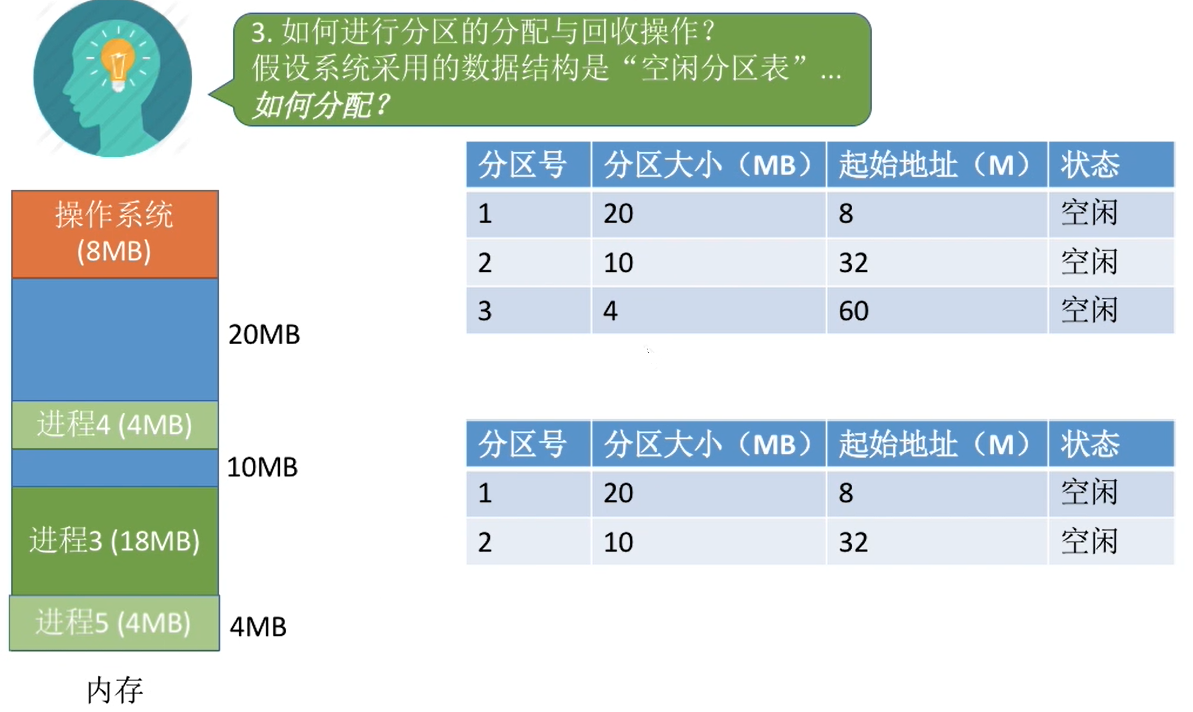 3. 如何进行分区的分配与回收操作？
假设系统采用的数据结构是“空闲分区表”...
如何分配？
操作系统
(8MB)
20MB
进程4 (4MB)
10MB
进程3 (18MB)
进程5 (4MB)
4MB
内存
分区号 分区大小（MB） 起始地址（M） 状态
1 20 8 空闲
2 10 32 空闲
3 4 60 空闲
分区号 分区大小（MB） 起始地址（M） 状态
1 20 8 空闲
2 10 32 空闲